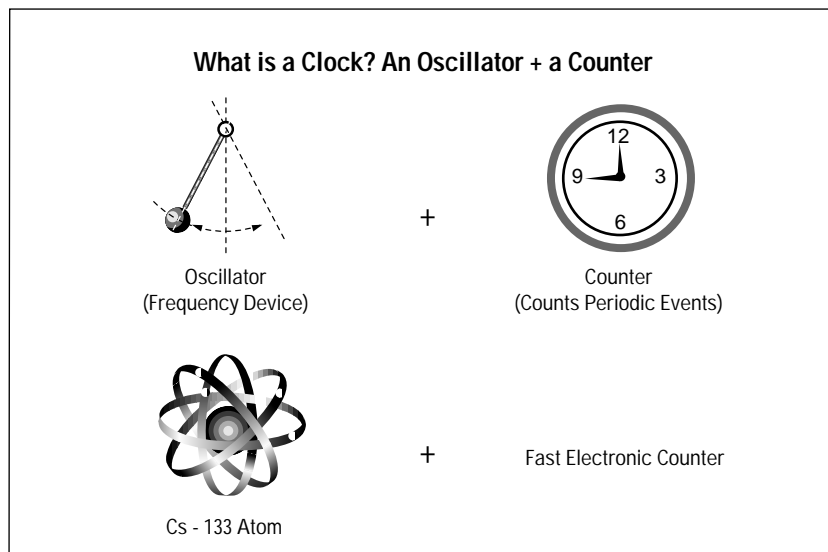 What is a Clock? An Oscillator + a Counter
12
9
3
6
+
Oscillator
(Frequency Device)
Counter
(Counts Periodic Events)
+
Fast Electronic Counter
Cs - 133 Atom